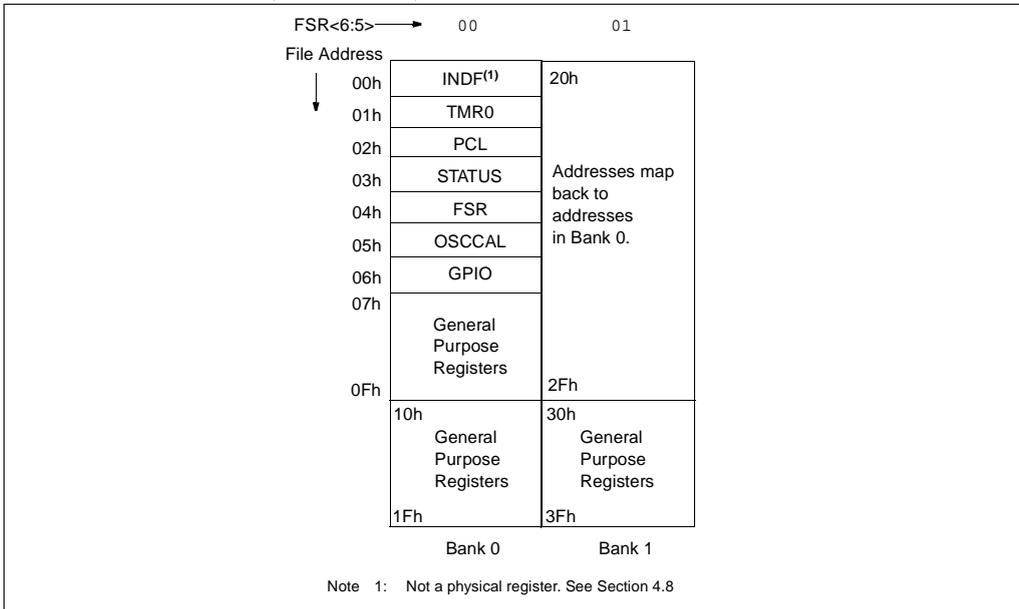 FSR<6:5> 00 01
File Address
00h INDF(1) 20h
01h TMR0
02h PCL
03h STATUS Addresses map
back to
04h FSR addresses
in Bank 0.
05h OSCCAL
06h GPIO
07h
General
Purpose
Registers
0Fh 2Fh
10h 30h
General General
Purpose Purpose
Registers Registers
1Fh 3Fh
Bank 0 Bank 1
Note 1: Not a physical register. See Section 4.8